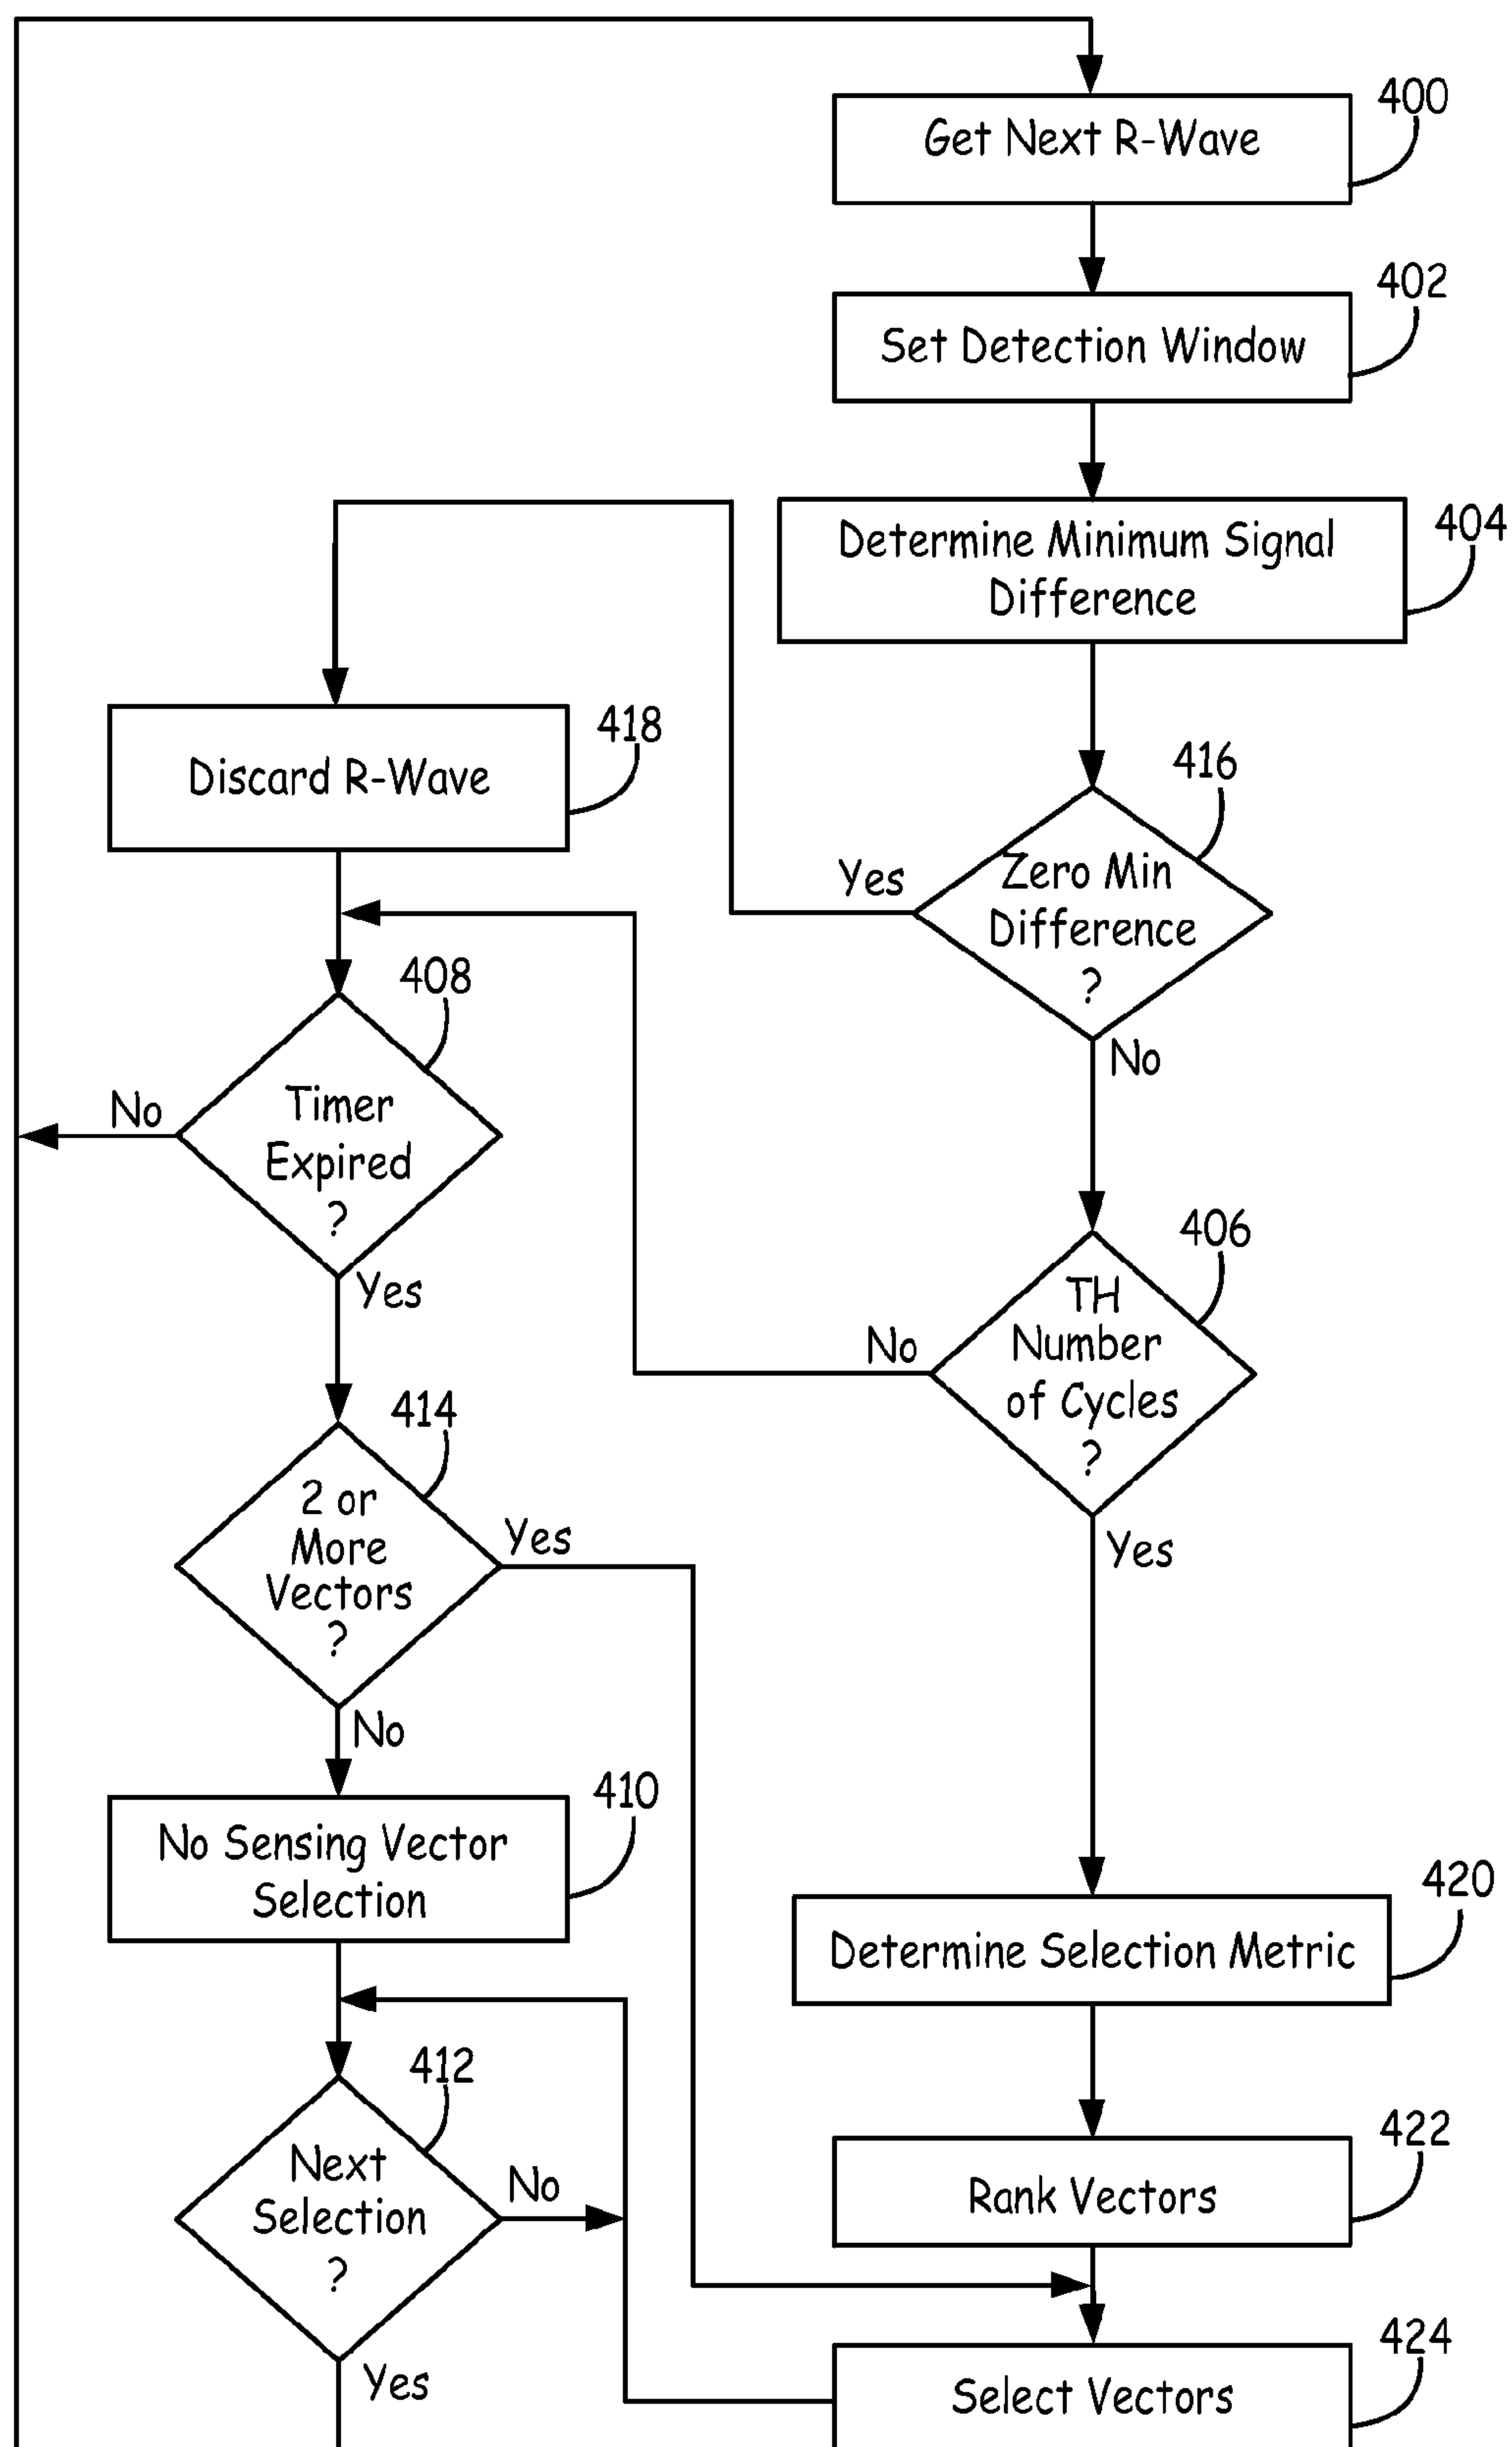 400
Get Next R-Wave
402
Set Detection Window
404
Determine Minimum Signal
Difference
418
Discard R-Wave
416
Yes
Zero Min
Difference
?
No
408
No
Timer
Expired
?
Yes
406
No
TH
Number
of Cycles
?
Yes
414
2 or
More
Vectors
?
Yes
No
410
No Sensing Vector
Selection
420
Determine Selection Metric
412
Next
Selection
?
No
Yes
422
Rank Vectors
424
Select Vectors